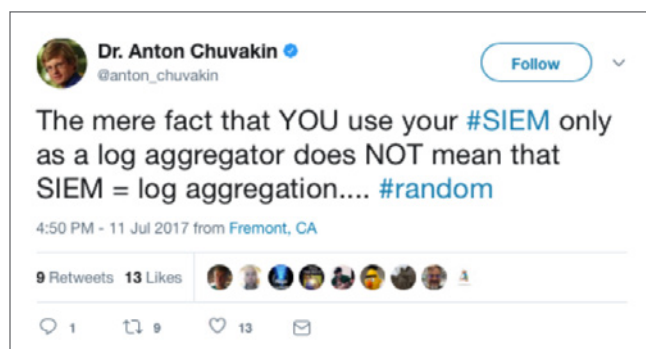 Dr. Anton Chuvakin
@anton_chuvakin
Follow
The mere fact that YOU use your #SIEM only
as a log aggregator does NOT mean that
SIEM = log aggregation.... #random
4:50 PM - 11 Jul 2017 from Fremont, CA
9 Retweets 13 Likes
1 9 13